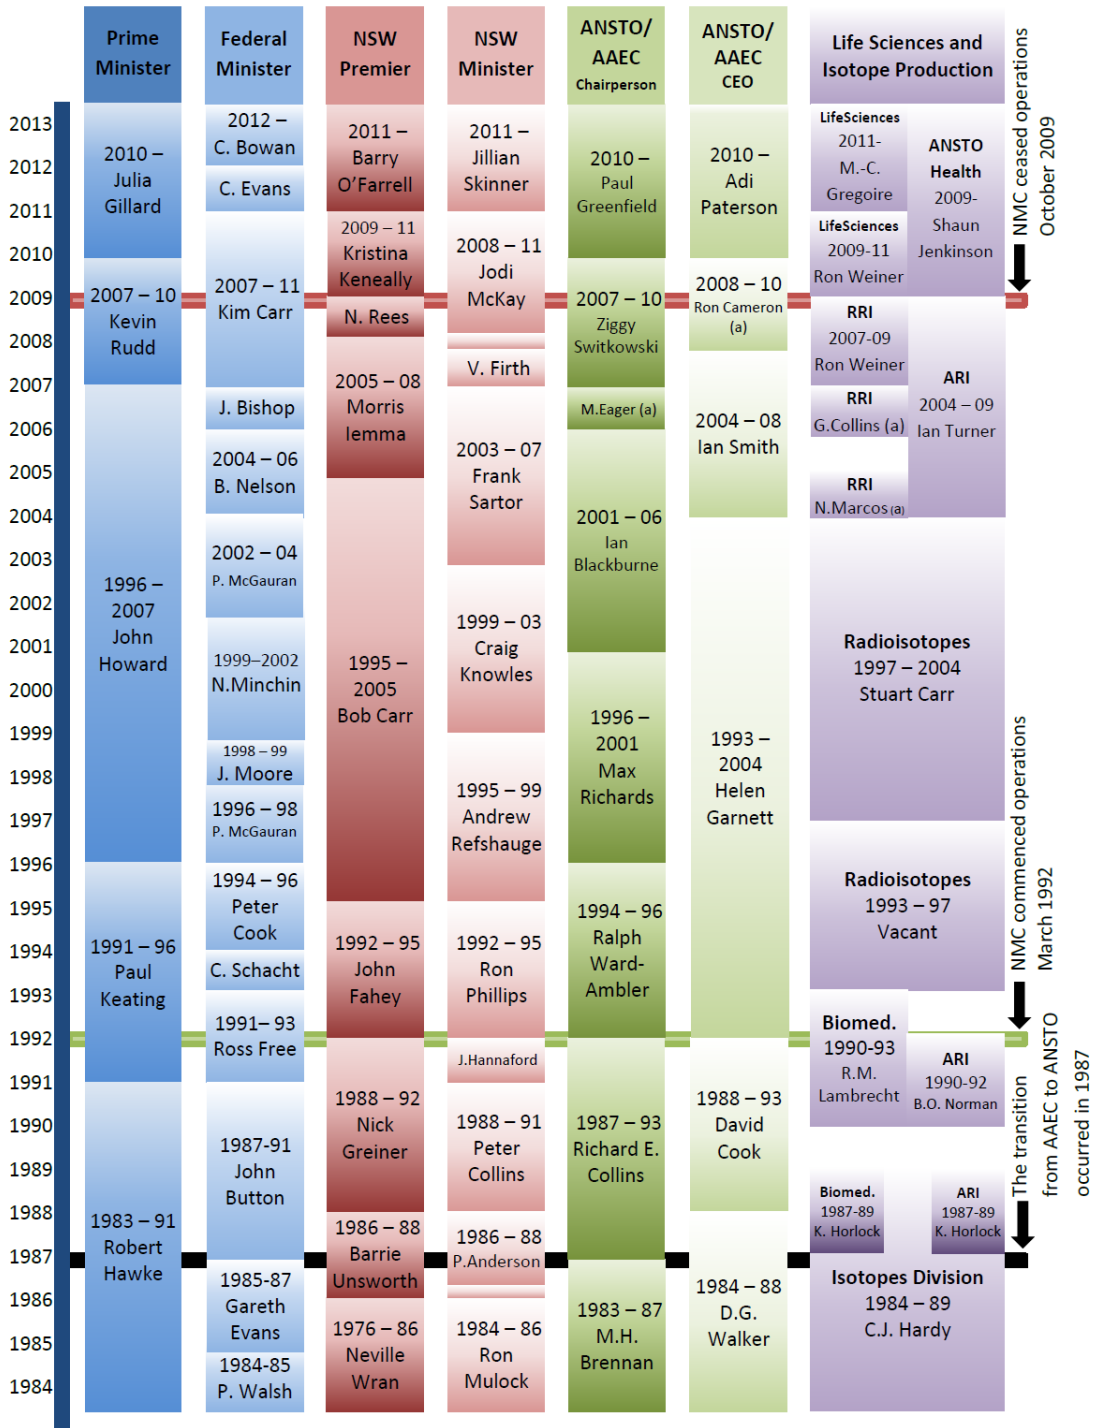 Prime
Minister
Federal
Minister
NSW
Premier
NSW
Minister
ANSTO/
AAEC
Chairperson
ANSTO/
AAEC
CEO
Life Sciences and
Isotope Production
2013
2012
2011
2010
2009
2008
2007
2006
2005
2004
2003
2002
2001
2000
1999
1998
1997
1996
1995
1994
1993
1992
1991
1990
1989
1988
1987
1986
1985
1984
2010 –
Julia
Gillard
2007 – 10
Kevin
Rudd
1996 –
2007
John
Howard
1991 – 96
Paul
Keating
1983 – 91
Robert
Hawke
2012 –
C. Bowan
C. Evans
2007 – 11
Kim Carr
J. Bishop
2004 – 06
B. Nelson
2002 – 04
P. McGauran
1999–2002
N.Minchin
1998 – 99
J. Moore
1996 – 98
P. McGauran
1994 – 96
Peter
Cook
C. Schacht
1991– 93
Ross Free
1987-91
John
Button
1985-87
Gareth
Evans
1984-85
P. Walsh
2011 –
Barry
O’Farrell
2009 – 11
Kristina
Keneally
N. Rees
2005 – 08
Morris
Iemma
1995 –
2005
Bob Carr
1992 – 95
John
Fahey
1988 – 92
Nick
Greiner
1986 – 88
Barrie
Unsworth
1976 – 86
Neville
Wran
2011 –
Jillian
Skinner
2008 – 11
Jodi
McKay
V. Firth
2003 – 07
Frank
Sartor
1999 – 03
Craig
Knowles
1995 – 99
Andrew
Refshauge
1992 – 95
Ron
Phillips
J.Hannaford
1988 – 91
Peter
Collins
1986 – 88
P.Anderson
1984 – 86
Ron
Mulock
2010 –
Paul
Greenfield
2007 – 10
Ziggy
Switkowski
M.Eager (a)
2001 – 06
Ian
Blackburne
1996 –
2001
Max
Richards
1994 – 96
Ralph
Ward-
Ambler
1987 – 93
Richard E.
Collins
1983 – 87
M.H.
Brennan
2010 –
Adi
Paterson
2008 – 10
Ron Cameron
(a)
2004 – 08
Ian Smith
1993 –
2004
Helen
Garnett
1988 – 93
David
Cook
1984 – 88
D.G.
Walker
LifeSciences
2011-
M.-C.
Gregoire
ANSTO
Health
2009-
Shaun
Jenkinson
LifeSciences
2009-11
Ron Weiner
RRI
2007-09
Ron Weiner
RRI
G.Collins (a)
ARI
2004 – 09
Ian Turner
RRI
N.Marcos (a)
Radioisotopes
1997 – 2004
Stuart Carr
Radioisotopes
1993 – 97
Vacant
Biomed.
1990-93
R.M.
Lambrecht
ARI
1990-92
B.O. Norman
Biomed.
1987-89
K. Horlock
ARI
1987-89
K. Horlock
Isotopes Division
1984 – 89
C.J. Hardy
NMC ceased operations
October 2009
NMC commenced operations
March 1992
The transition
from AAEC to ANSTO
occurred in 1987